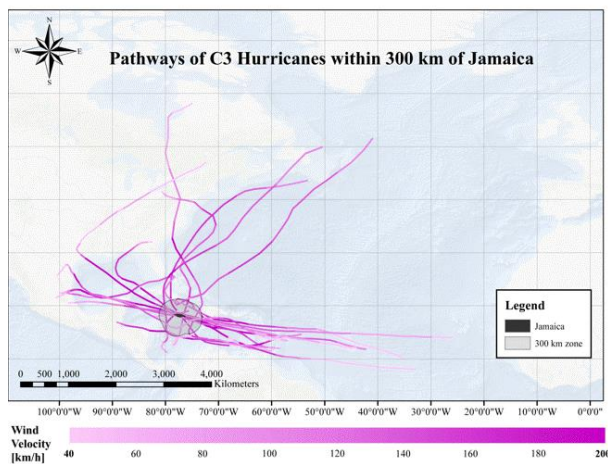 N
W E
S
Pathways of C3 Hurricanes within 300 km of Jamaica
Legend
Jamaica
300 km zone
0 500 1,000 2,000 3,000 4,000
Kilometers
100°0'0"W 90°0'0"W 80°0'0"W 70°0'0"W 60°0'0"W 50°0'0"W 40°0'0"W 30°0'0"W 20°0'0"W 10°0'0"W 0°0'0"
Wind
Velocity
[km/h]
40 60 80 100 120 140 160 180 200